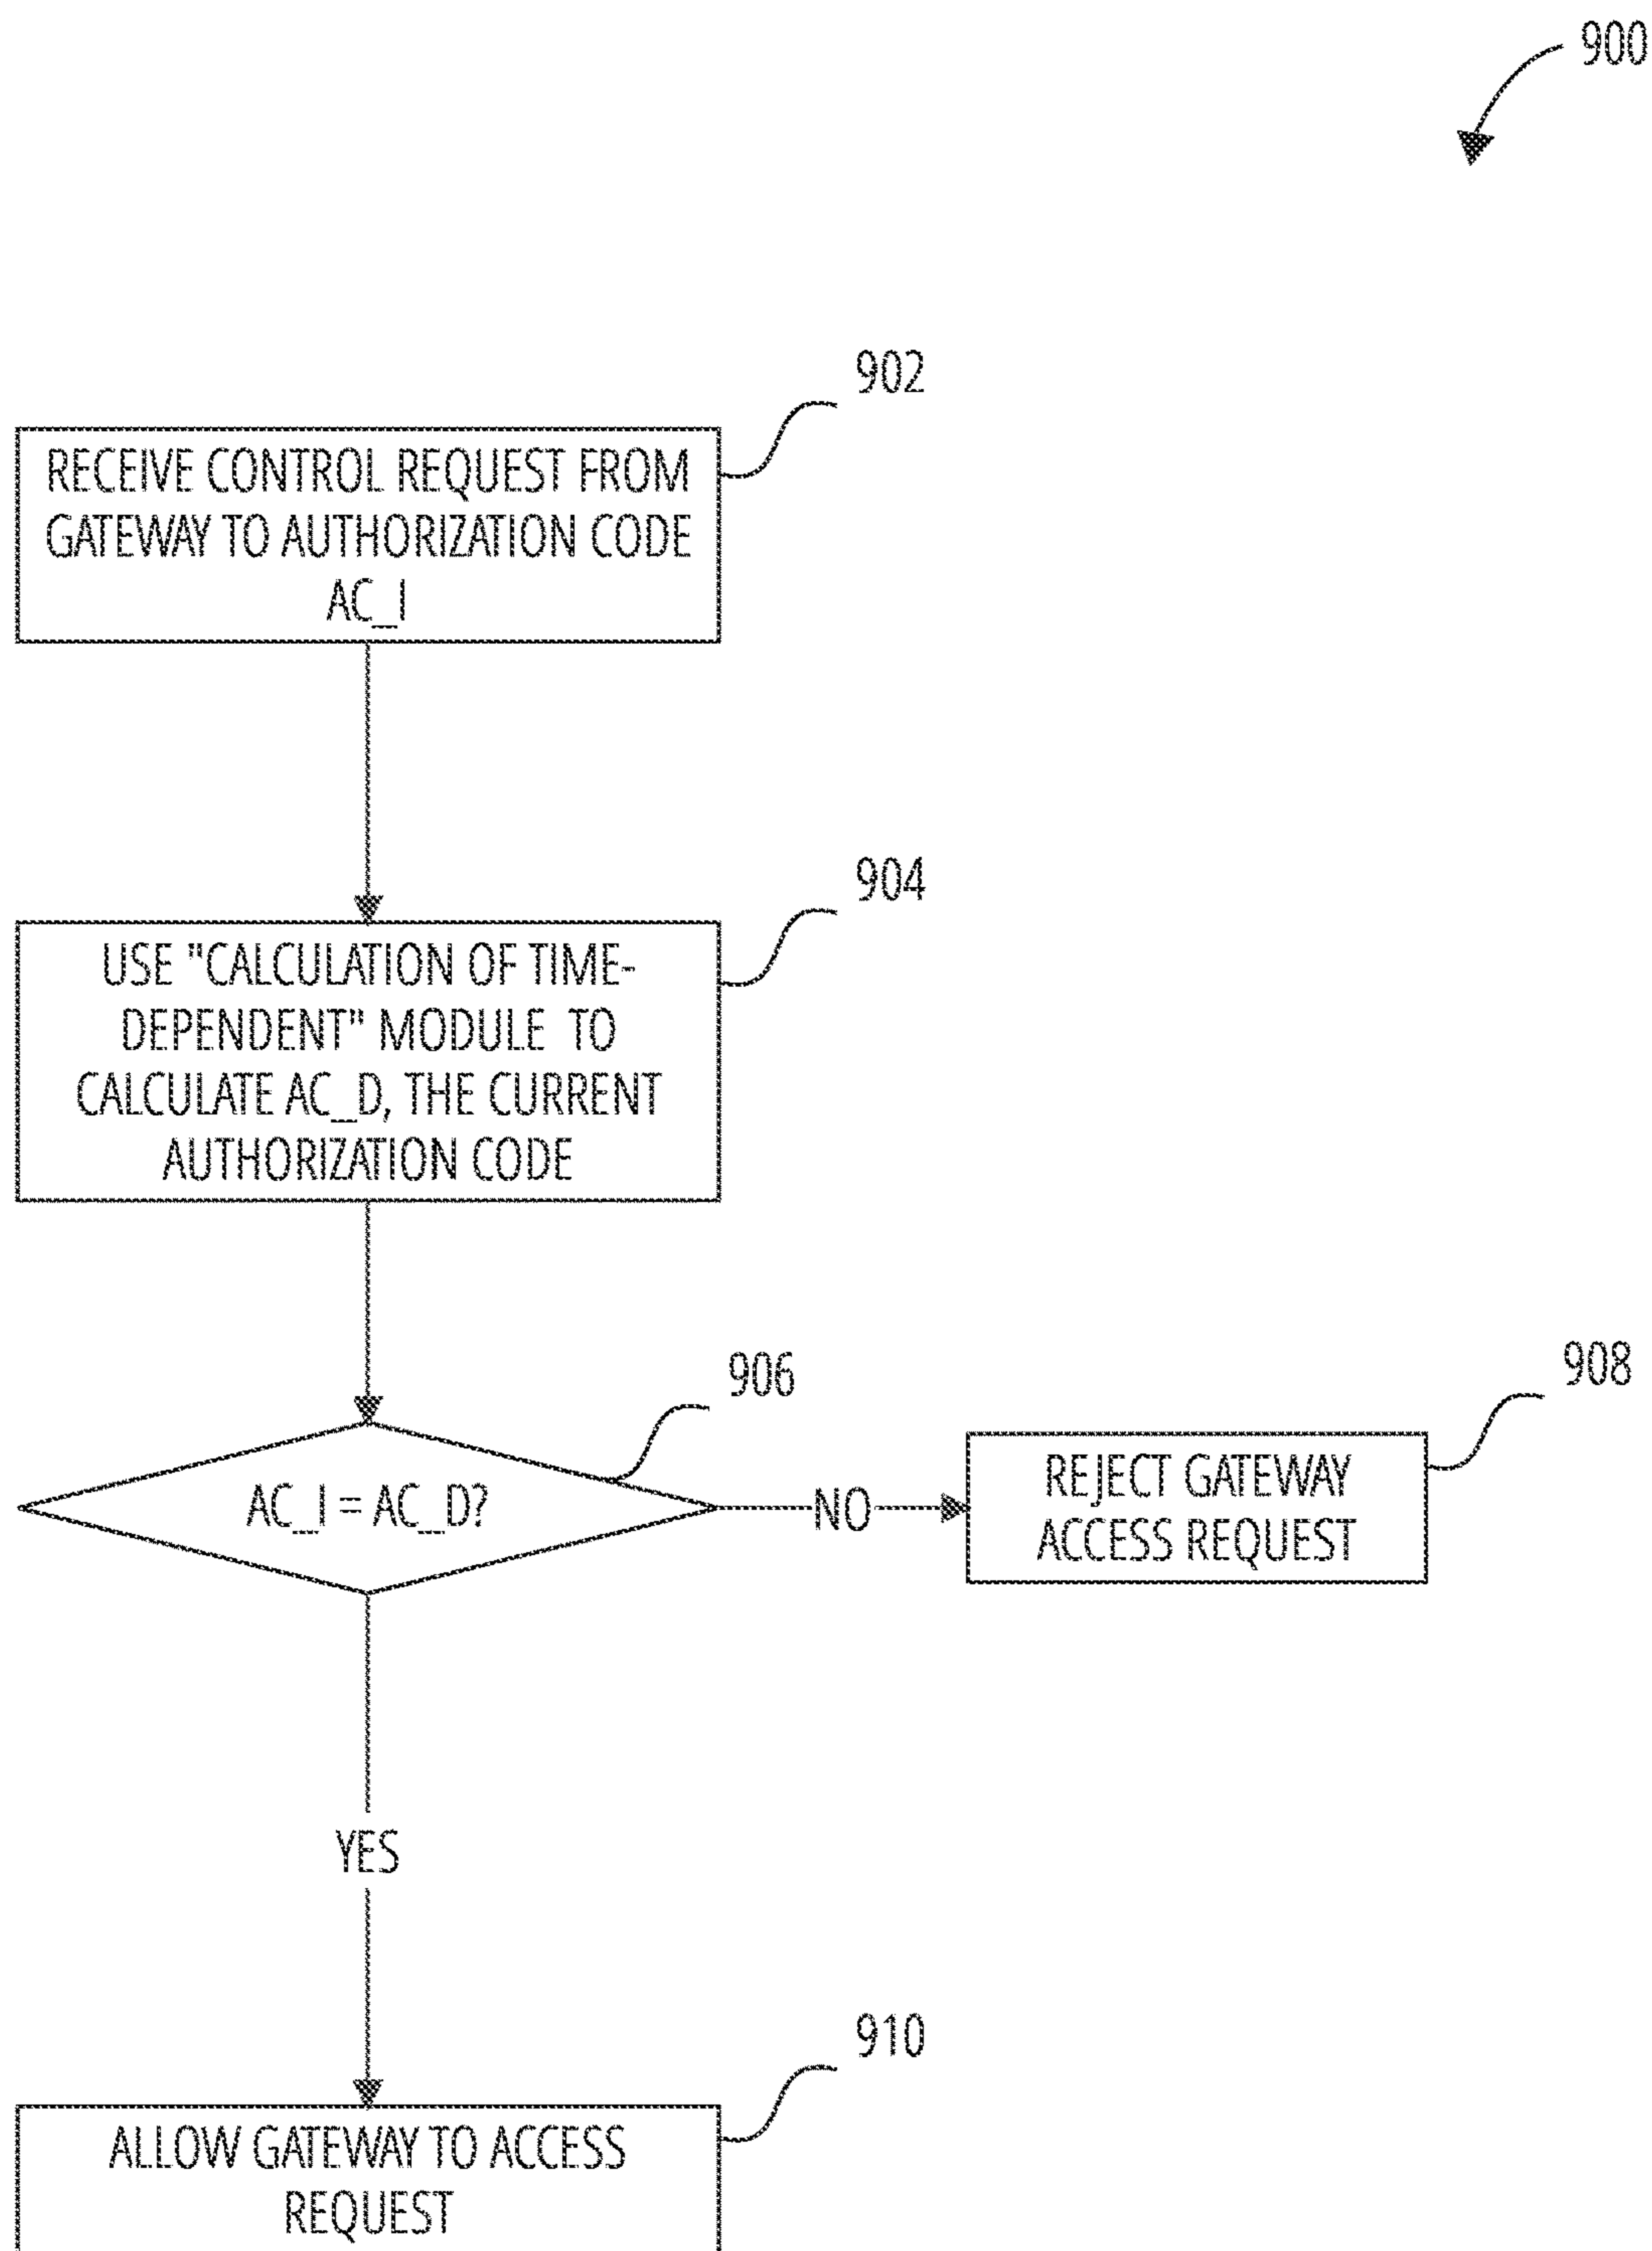 900
902
RECEIVE CONTROL REQUEST FROM
GATEWAY TO AUTHORIZATION CODE
AC_I
904
USE "CALCULATION OF TIME-
DEPENDENT" MODULE TO
CALCULATE AC_D, THE CURRENT
AUTHORIZATION CODE
906
AC_I = AC_D?
NO
908
REJECT GATEWAY
ACCESS REQUEST
YES
910
ALLOW GATEWAY TO ACCESS
REQUEST